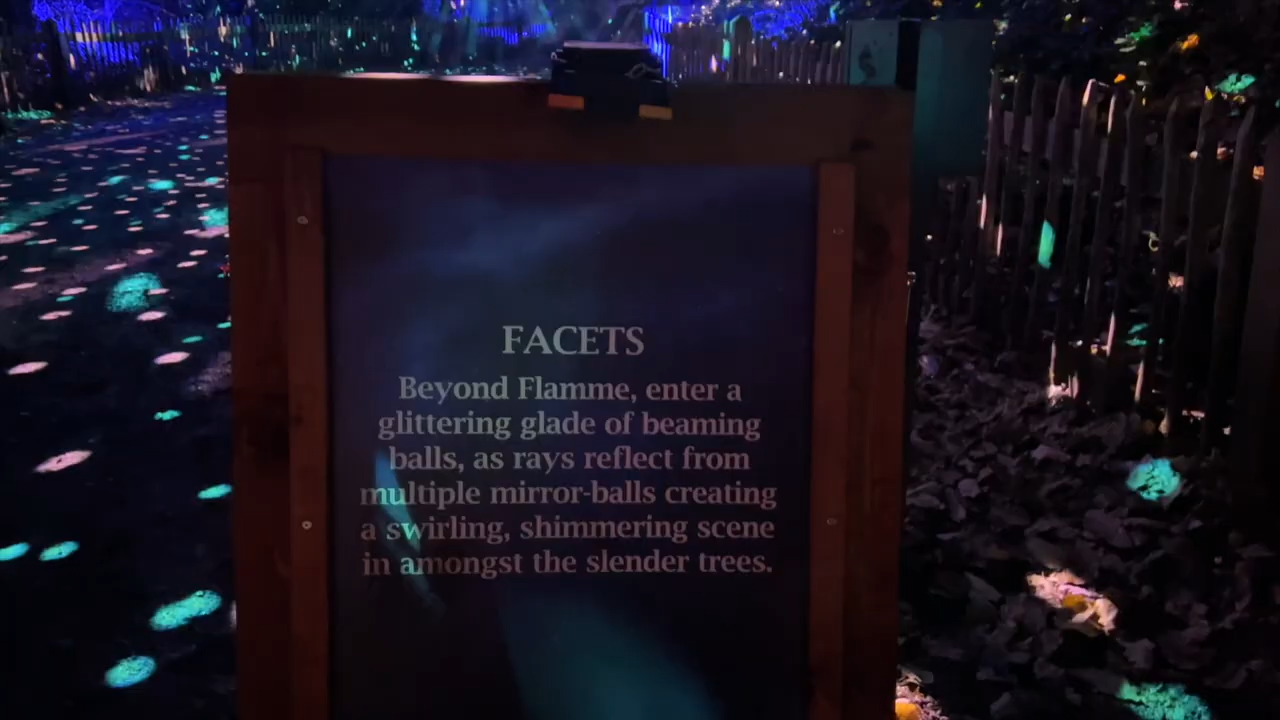 FACETS
Beyond Flamme, enter a
glittering glade of beaming
balls, as rays reflect from
multiple mirror-balls creating
a swirling, shimmering scene
in amongst the slender trees.